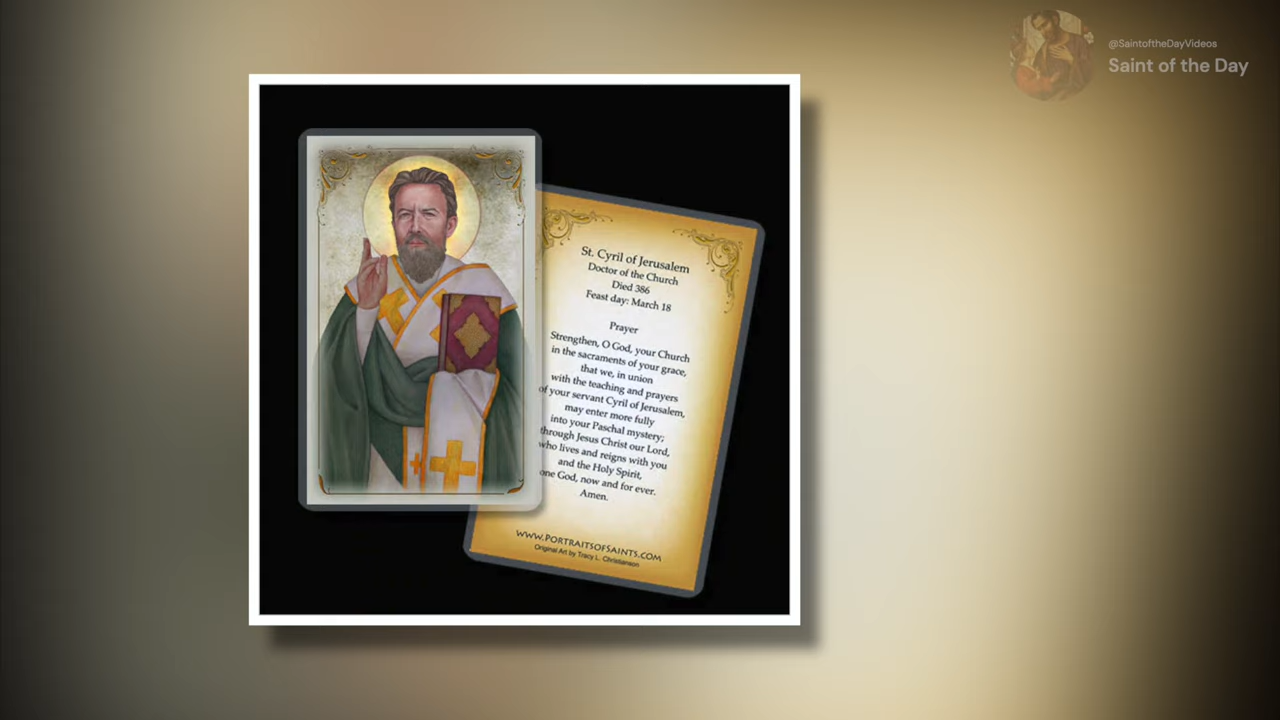 @SaintoftheDayVideos
Saint of the Day
St. Cyril of Jerusalem
Doctor of the Church
Died 386
Feast day: March 18
Prayer
Strengthen, O God, your Church
in the sacraments of your grace,
that we, in union
with the teaching and prayers
of your servant Cyril of Jerusalem,
may enter more fully
into your Paschal mystery;
through Jesus Christ our Lord,
who lives and reigns with you
and the Holy Spirit,
one God, now and for ever.
Amen.
www.PortraitsofSaints.com
Original Art by Tracy L. Christianson